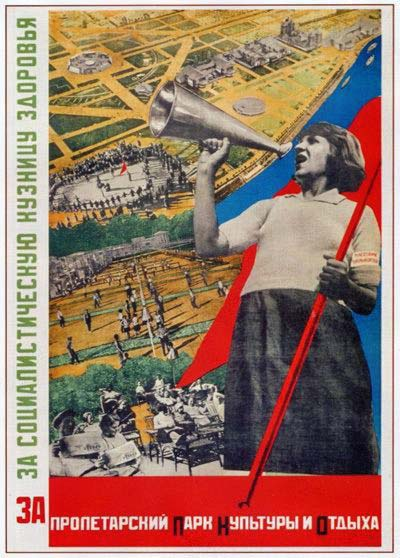 ЗА СОЦИАЛИСТИЧЕСКУЮ КУЗНИЦУ ЗДОРОВЬЯ
ЗА ПРОЛЕТАРСКИЙ ПАРК КУЛЬТУРЫ И ОТДЫХА